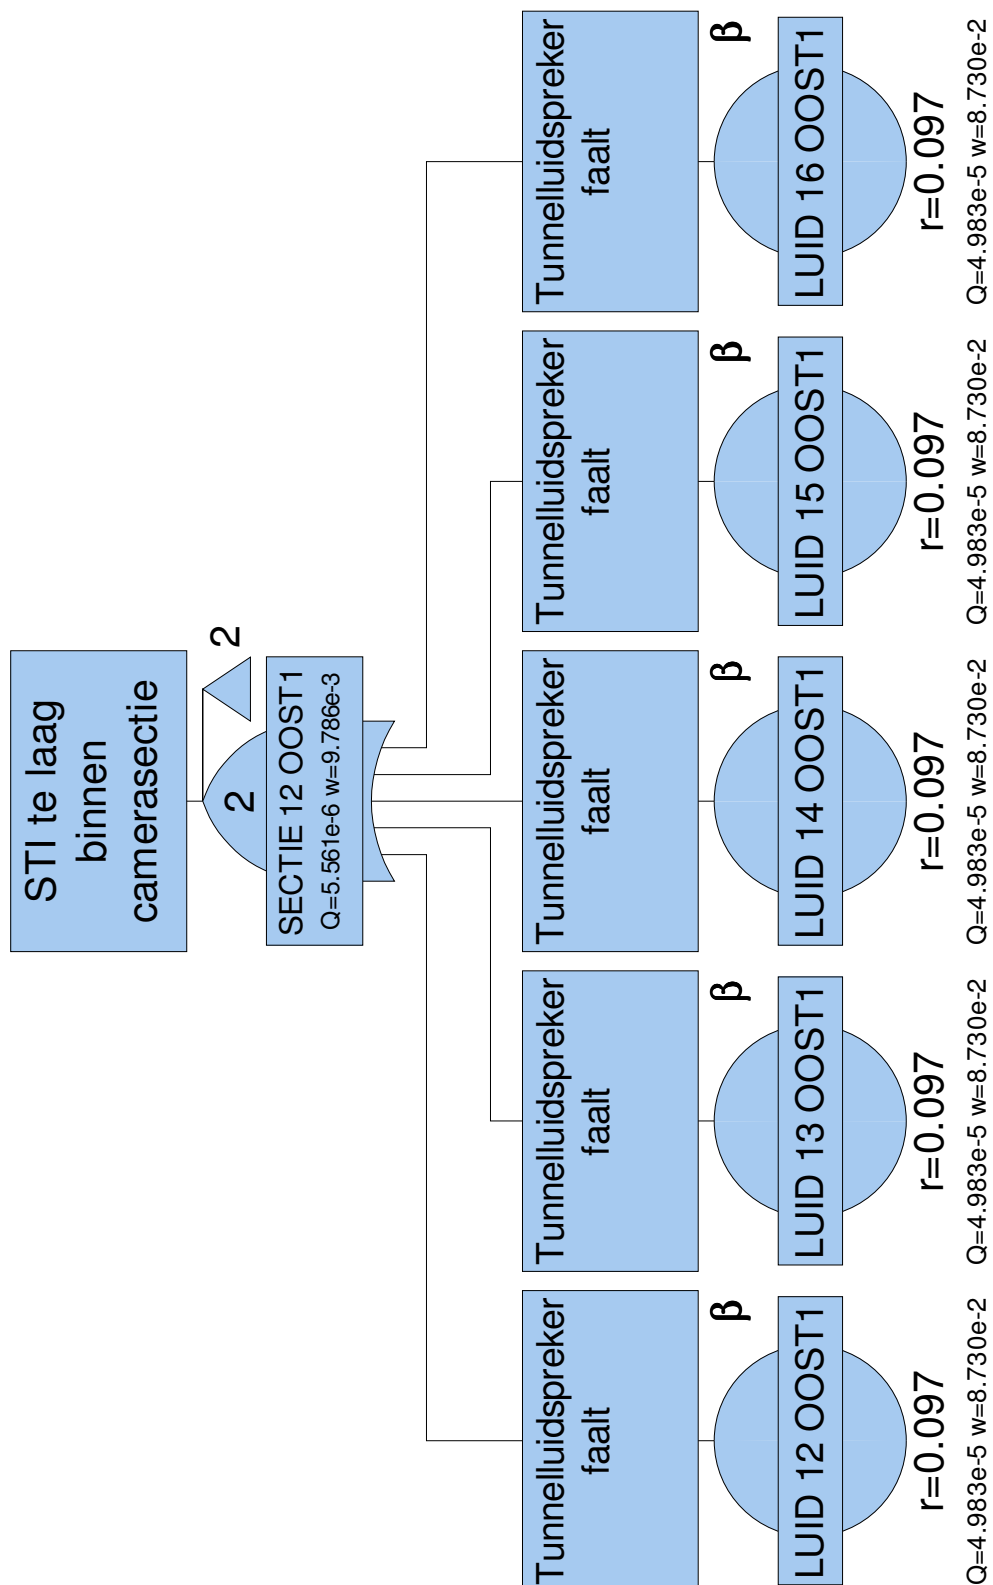 STI te laag
binnen
camerasectie
2
2
SECTIE 12 OOST1
Q=5.561e-6 w=9.786e-3
Tunnelluidspreker
faalt
β
LUID 12 OOST1
r=0.097
Q=4.983e-5 w=8.730e-2
Tunnelluidspreker
faalt
β
LUID 13 OOST1
r=0.097
Q=4.983e-5 w=8.730e-2
Tunnelluidspreker
faalt
β
LUID 14 OOST1
r=0.097
Q=4.983e-5 w=8.730e-2
Tunnelluidspreker
faalt
β
LUID 15 OOST1
r=0.097
Q=4.983e-5 w=8.730e-2
Tunnelluidspreker
faalt
β
LUID 16 OOST1
r=0.097
Q=4.983e-5 w=8.730e-2